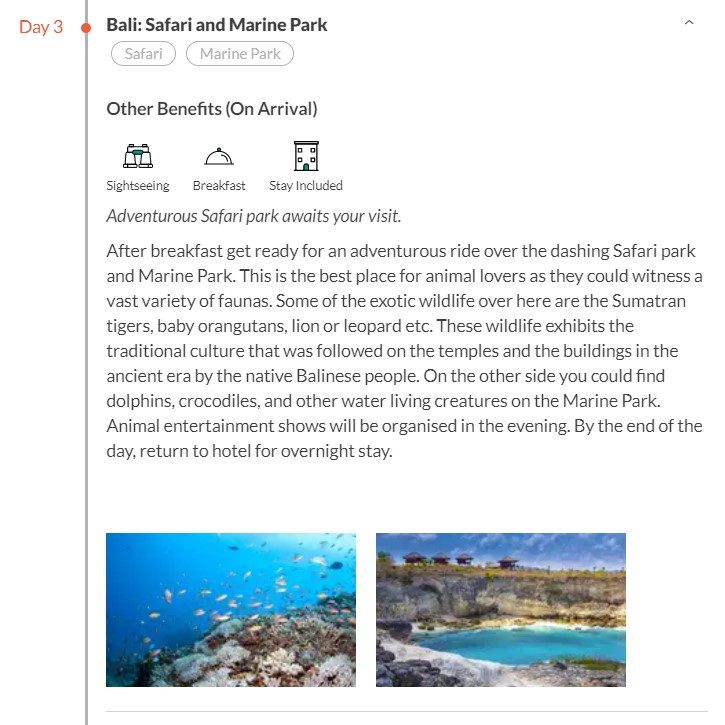 Day 3
Bali: Safari and Marine Park
Safari
Marine Park
Other Benefits (On Arrival)
Sightseeing
Breakfast
Stay Included
Adventurous Safari park awaits your visit.
After breakfast get ready for an adventurous ride over the dashing Safari park
and Marine Park. This is the best place for animal lovers as they could witness a
vast variety of faunas. Some of the exotic wildlife over here are the Sumatran
tigers, baby orangutans, lion or leopard etc. These wildlife exhibits the
traditional culture that was followed on the temples and the buildings in the
ancient era by the native Balinese people. On the other side you could find
dolphins, crocodiles, and other water living creatures on the Marine Park.
Animal entertainment shows will be organised in the evening. By the end of the
day, return to hotel for overnight stay.